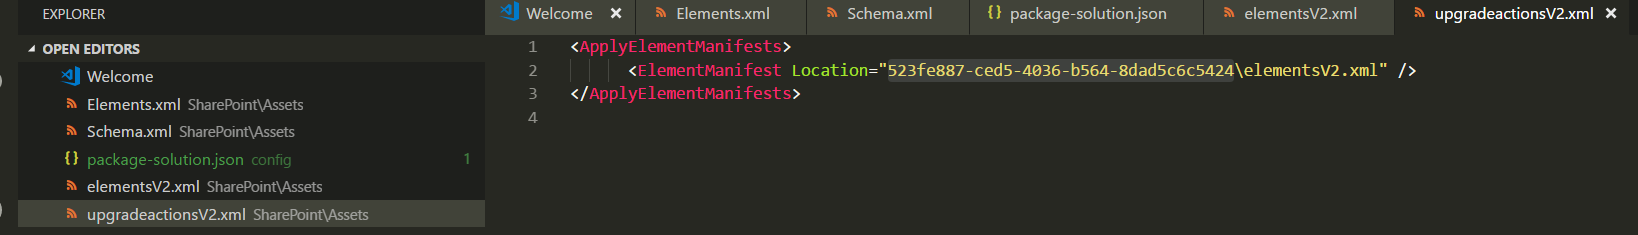 EXPLORER
OPEN EDITORS
Welcome
Elements.xml SharePoint\Assets
Schema.xml SharePoint\Assets
{} package-solution.json config 1
elementsV2.xml SharePoint\Assets
upgradeactionsV2.xml SharePoint\Assets
Welcome × Elements.xml Schema.xml {} package-solution.json elementsV2.xml upgradeactionsV2.xml ×
1 <ApplyElementManifests>
2 <ElementManifest Location="523fe887-ced5-4036-b564-8dad5c6c5424\elementsV2.xml" />
3 </ApplyElementManifests>
4